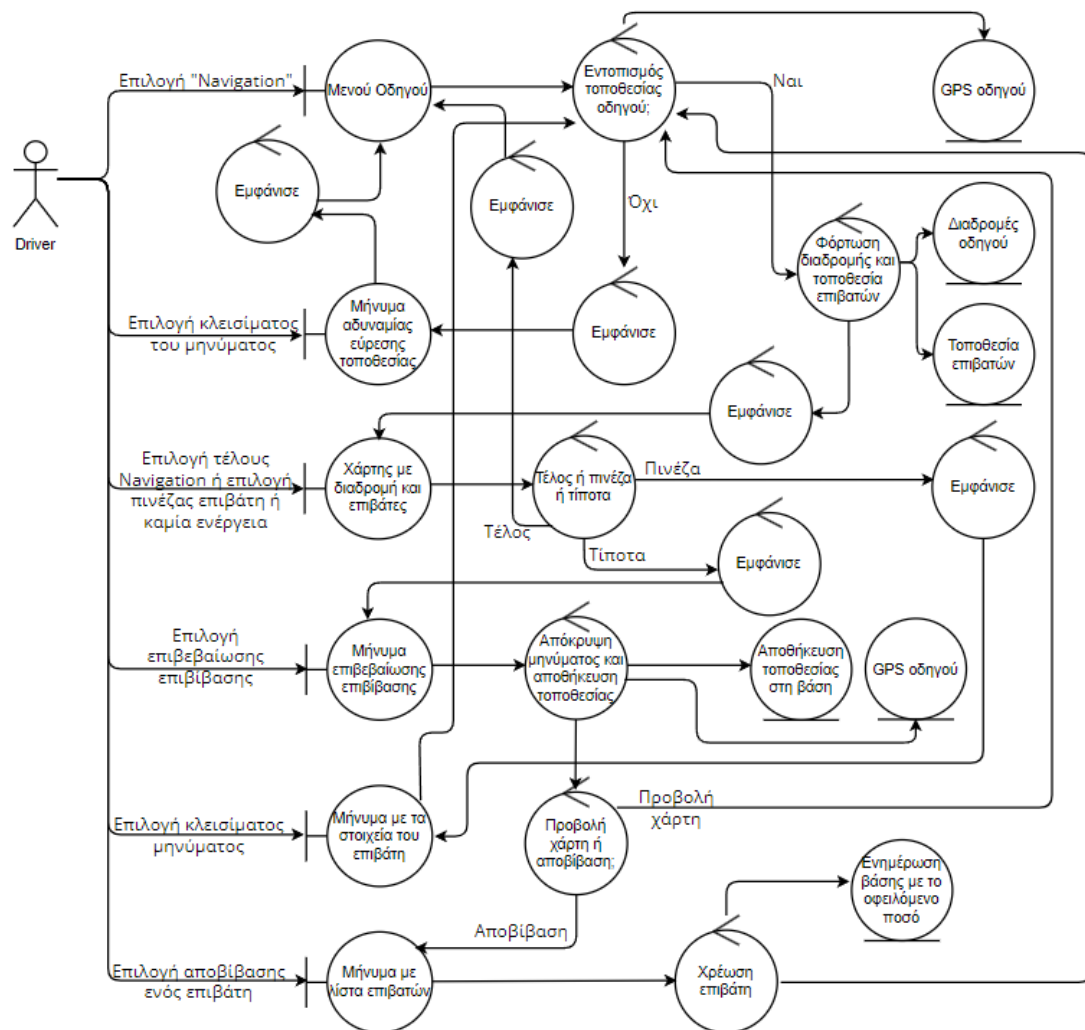 Επιλογή "Navigation"
Μενού Οδηγού
Εντοπισμός
τοποθεσίας
οδηγού;
Ναι
GPS οδηγού
Driver
Εμφάνισε
Εμφάνισε
Όχι
Φόρτωση
διαδρομής και
τοποθεσία
επιβατών
Διαδρομές
οδηγού
Επιλογή κλεισίματος
του μηνύματος
Μήνυμα
αδυναμίας
εύρεσης
τοποθεσίας
Εμφάνισε
Τοποθεσία
επιβατών
Εμφάνισε
Επιλογή τέλους
Navigation ή επιλογή
πινέζας επιβάτη ή
καμία ενέργεια
Χάρτης με
διαδρομή και
επιβάτες
Τέλος ή πινέζα
ή τίποτα
Πινέζα
Εμφάνισε
Τέλος
Τίποτα
Εμφάνισε
Επιλογή
επιβεβαίωσης
επιβίβασης
Μήνυμα
επιβεβαίωσης
επιβίβασης
Απόκρυψη
μηνύματος και
αποθήκευση
τοποθεσίας
Αποθήκευση
τοποθεσίας
στη βάση
GPS οδηγού
Επιλογή κλεισίματος
μηνύματος
Μήνυμα με τα
στοιχεία του
επιβάτη
Προβολή
χάρτη ή
αποβίβαση;
Προβολή
χάρτη
Ενημέρωση
βάσης με το
οφειλόμενο
ποσό
Αποβίβαση
Επιλογή αποβίβασης
ενός επιβάτη
Μήνυμα με
λίστα επιβατών
Χρέωση
επιβάτη